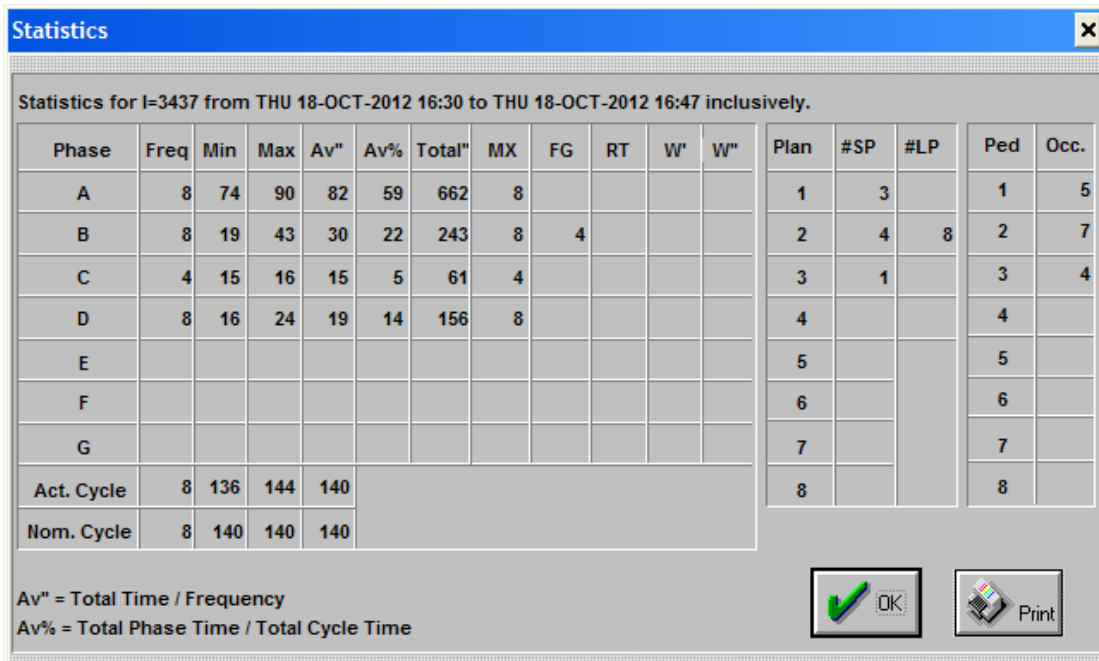 Statistics
Statistics for I=3437 from THU 18-OCT-2012 16:30 to THU 18-OCT-2012 16:47 inclusively.
Phase Freq Min Max Av" Av% Total" MX FG RT W' W"
A 8 74 90 82 59 662 8
B 8 19 43 30 22 243 8 4
C 4 15 16 15 5 61 4
D 8 16 24 19 14 156 8
E
F
G
Act. Cycle 8 136 144 140
Nom. Cycle 8 140 140 140
Plan #SP #LP
1 3
2 4 8
3 1
4
5
6
7
8
Ped Occ.
1 5
2 7
3 4
4
5
6
7
8
Av" = Total Time / Frequency
Av% = Total Phase Time / Total Cycle Time
OK
Print